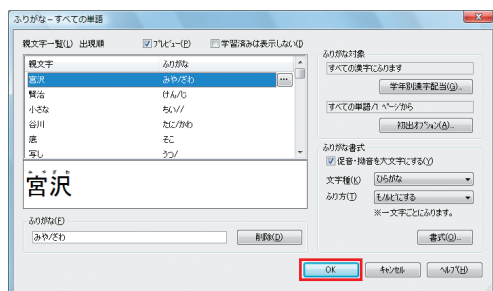 ふりがな－すべての単語
親文字一覧(L) 出現順 プレビュー(P) 学習済みは表示しない(X)
親文字 ふりがな
宮沢 みや/ざわ ...
賢治 けん/じ
小さな ちい//
谷川 たに/がわ
底 そこ
写し うつ/
みやざわ
宮沢
ふりがな(F)
みや/ざわ 削除(D)
ふりがな対象
すべての漢字にふります
学年別漢字配当(G)...
すべての単語/1 ページから
初出オプション(A)...
ふりがな書式
促音・拗音を大文字にする(Y)
文字種(K) ひらがな
ふり方(T) モノルビにする
※一文字ごとにふります。
書式(O)...
OK キャンセル ヘルプ(H)